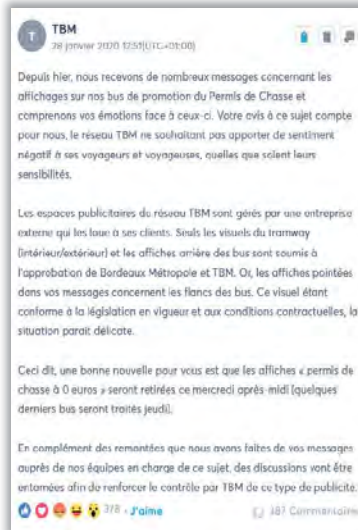 T
TBM
28 janvier 2020 12:51(UTC+01:00)
Depuis hier, nous recevons de nombreux messages concernant les
affichages sur nos bus de promotion du Permis de Chasse et
comprenons vos émotions face à ceux-ci. Votre avis à ce sujet compte
pour nous, le réseau TBM ne souhaitant pas apporter de sentiment
négatif à ses voyageurs et voyageuses, quelles que soient leurs
sensibilités.
Les espaces publicitaires du réseau TBM sont gérés par une entreprise
externe qui les loue à ses clients. Seuls les visuels du tramway
(intérieur/extérieur) et les affiches arrière des bus sont soumis à
l'approbation de Bordeaux Métropole et TBM. Or, les affiches pointées
dans vos messages concernent les flancs des bus. Ce visuel étant
conforme à la législation en vigueur et aux conditions contractuelles, la
situation parait délicate.
Ceci dit, une bonne nouvelle pour vous est que les affiches « permis de
chasse à 0 euros » seront retirées ce mercredi après-midi (quelques
derniers bus seront traités jeudi).
En complément des remontées que nous avons faites de vos messages
auprès de nos équipes en charge de ce sujet, des discussions vont être
entamées afin de renforcer le contrôle par TBM de ce type de publicité.
378 · J'aime 187 Commentaires